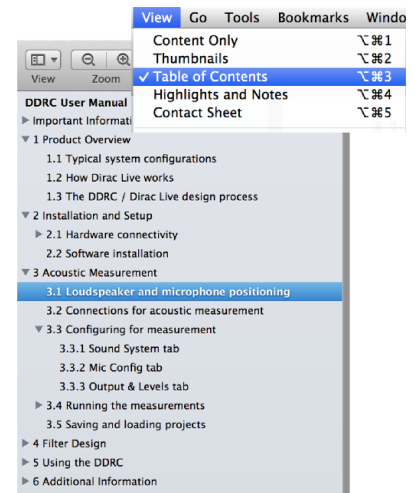 View Go Tools Bookmarks Windo
Content Only ⌥⌘1
Thumbnails ⌥⌘2
✓ Table of Contents ⌥⌘3
Highlights and Notes ⌥⌘4
Contact Sheet ⌥⌘5
View Zoom
DDRC User Manual
Important Informati
1 Product Overview
1.1 Typical system configurations
1.2 How Dirac Live works
1.3 The DDRC / Dirac Live design process
2 Installation and Setup
2.1 Hardware connectivity
2.2 Software installation
3 Acoustic Measurement
3.1 Loudspeaker and microphone positioning
3.2 Connections for acoustic measurement
3.3 Configuring for measurement
3.3.1 Sound System tab
3.3.2 Mic Config tab
3.3.3 Output & Levels tab
3.4 Running the measurements
3.5 Saving and loading projects
4 Filter Design
5 Using the DDRC
6 Additional Information